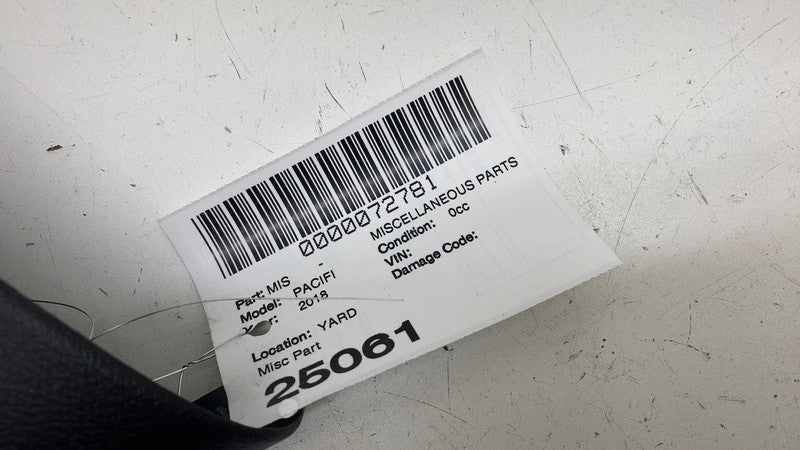 0000072781
Part: MIS - MISCELLANEOUS PARTS
Model: PACIFI Condition: 0cc
2018 VIN:
Damage Code:
Location: YARD
Misc Part
25061